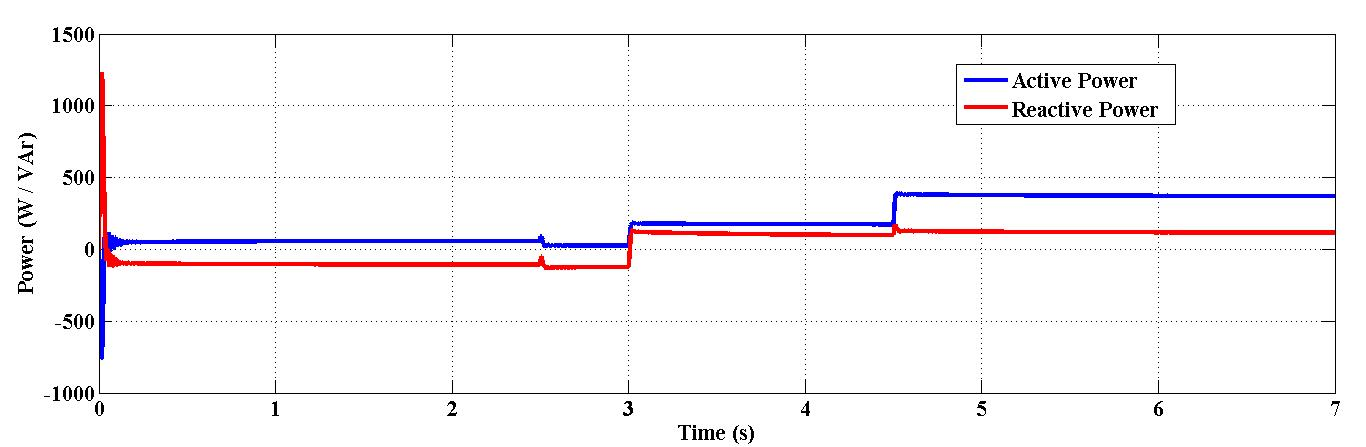 1500
1000
500
0
-500
-1000
Power (W / VAr)
Active Power
Reactive Power
0 1 2 3 4 5 6 7
Time (s)